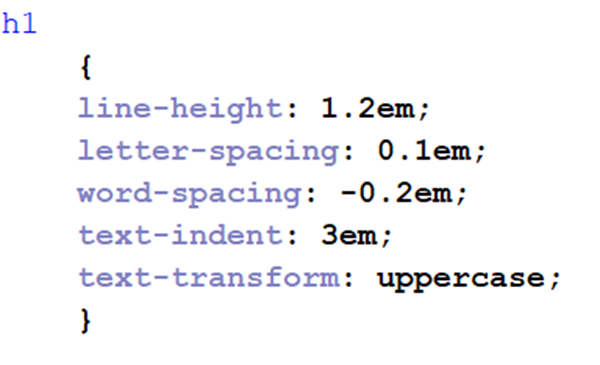 h1
{
line-height: 1.2em;
letter-spacing: 0.1em;
word-spacing: -0.2em;
text-indent: 3em;
text-transform: uppercase;
}